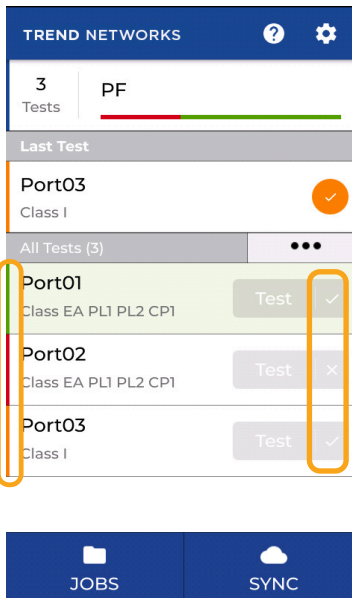 TREND NETWORKS
3
Tests
PF
Last Test
Port03
Class I
All Tests (3)
Port01
Class EA PL1 PL2 CP1
Test
Port02
Class EA PL1 PL2 CP1
Test
Port03
Class I
Test
JOBS
SYNC